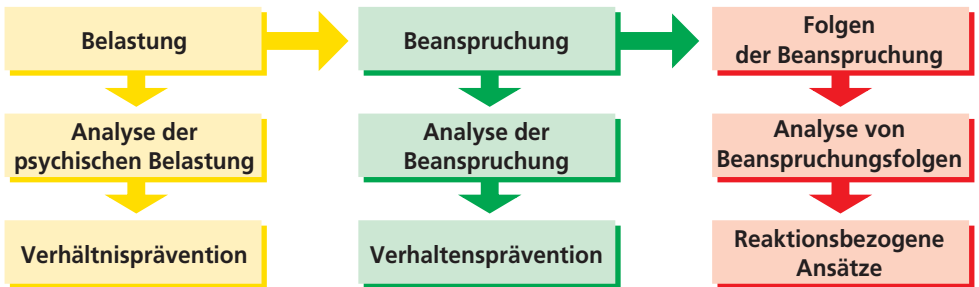 Belastung
Beanspruchung
Folgen
der Beanspruchung
Analyse der
psychischen Belastung
Analyse der
Beanspruchung
Analyse von
Beanspruchungsfolgen
Verhältnisprävention
Verhaltensprävention
Reaktionsbezogene
Ansätze